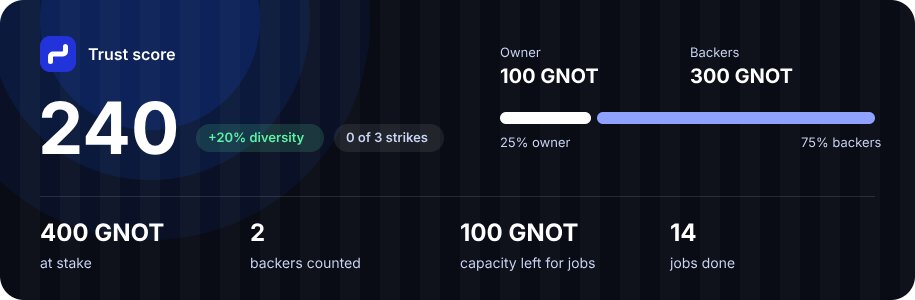 Trust score
240
+20% diversity
0 of 3 strikes
Owner
100 GNOT
Backers
300 GNOT
25% owner
75% backers
400 GNOT
at stake
2
backers counted
100 GNOT
capacity left for jobs
14
jobs done